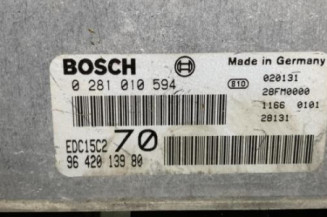 BOSCH
Made in Germany
0 281 010 594
e10
020131
28FM0000
1166 0101
28131
EDC15C2 70
96 420 139 80